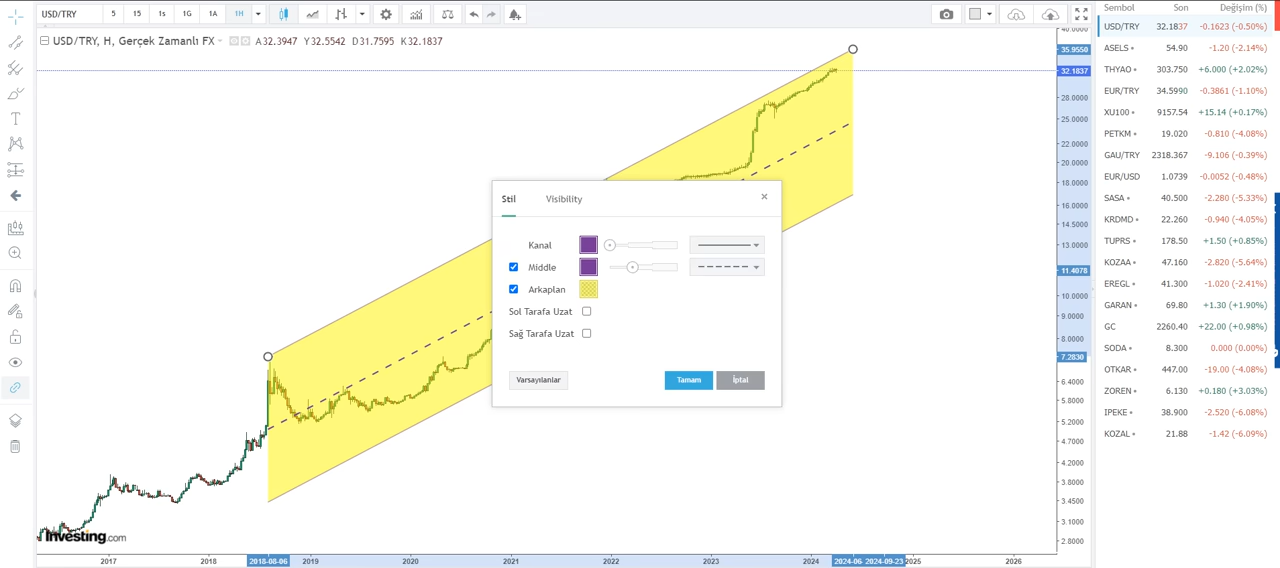 USD/TRY 5 15 1s 1G 1A 1H
USD/TRY, H, Gerçek Zamanlı FX A32.3947 Y32.5542 D31.7595 K32.1837
40.0000
35.9550
32.1837
28.0000
25.0000
22.0000
20.0000
18.0000
16.0000
14.5000
13.0000
11.4078
10.0000
9.0000
8.0000
7.2830
6.4000
5.8000
5.2000
4.7000
4.2000
3.8000
3.4500
3.1000
2.8000
Stil Visibility ×
Kanal
Middle
Arkaplan
Sol Tarafa Uzat
Sağ Tarafa Uzat
Varsayılanlar Tamam İptal
Investing.com
2017 2018 2018-08-06 2019 2020 2021 2022 2023 2024 2024-06 2024-09-23 2025 2026
Sembol Son Değişim (%)
USD/TRY 32.1837 -0.1623 (-0.50%)
ASELS 54.90 -1.20 (-2.14%)
THYAO 303.750 +6.000 (+2.02%)
EUR/TRY 34.5990 -0.3861 (-1.10%)
XU100 9157.54 +15.14 (+0.17%)
PETKM 19.020 -0.810 (-4.08%)
GAU/TRY 2318.367 -9.106 (-0.39%)
EUR/USD 1.0739 -0.0052 (-0.48%)
SASA 40.500 -2.280 (-5.33%)
KRDMD 22.260 -0.940 (-4.05%)
TUPRS 178.50 +1.50 (+0.85%)
KOZAA 47.160 -2.820 (-5.64%)
EREGL 41.300 -1.020 (-2.41%)
GARAN 69.80 +1.30 (+1.90%)
GC 2260.40 +22.00 (+0.98%)
SODA 8.300 0.000 (0.00%)
OTKAR 447.00 -19.00 (-4.08%)
ZOREN 6.130 +0.180 (+3.03%)
IPEKE 38.900 -2.520 (-6.08%)
KOZAL 21.88 -1.42 (-6.09%)